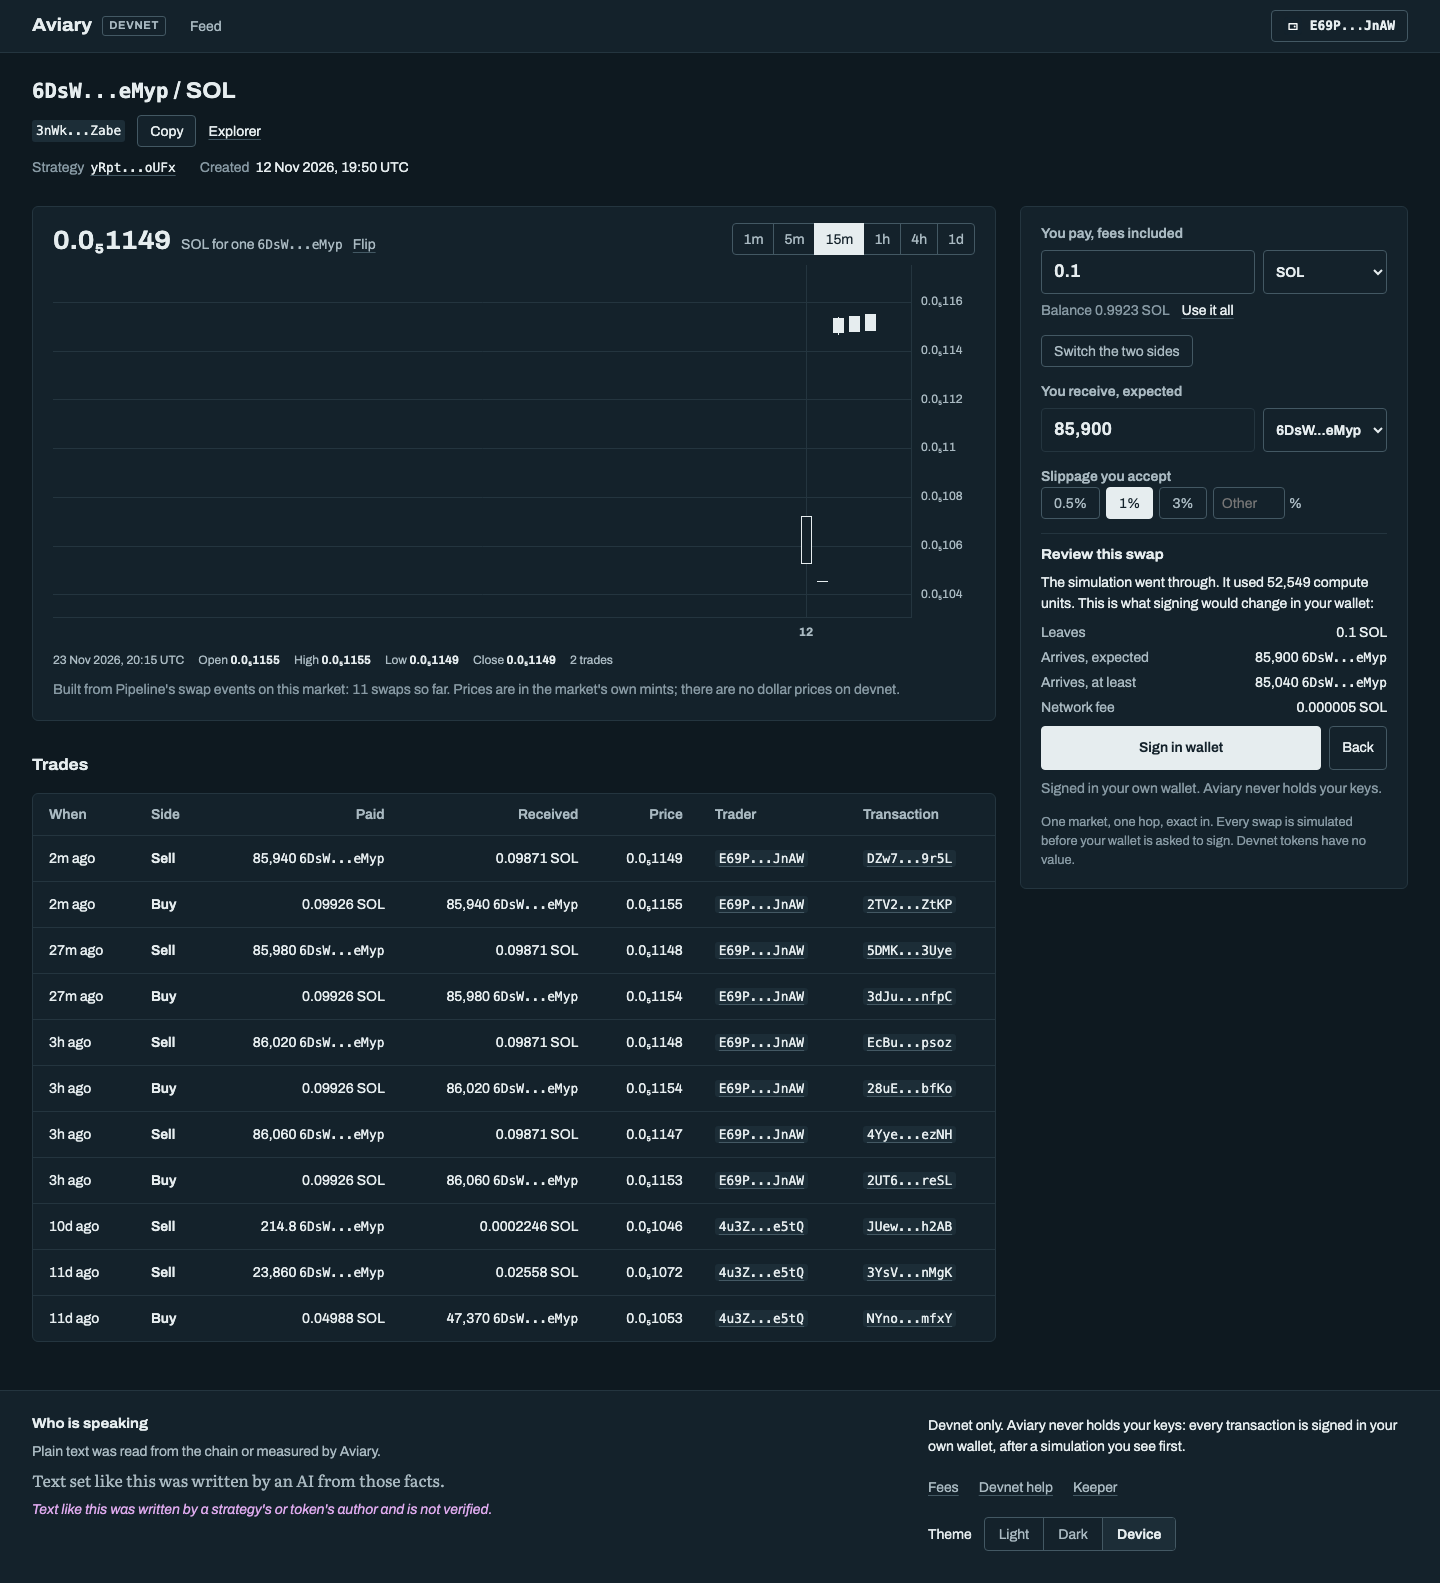 Aviary DEVNET Feed
E69P...JnAW
6DsW...eMyp / SOL
3nWk...Zabe Copy Explorer
Strategy yRpt...oUFx Created 12 Nov 2026, 19:50 UTC
0.0₅1149 SOL for one 6DsW...eMyp Flip
1m 5m 15m 1h 4h 1d
0.0₅116
0.0₅114
0.0₅112
0.0₅11
0.0₅108
0.0₅106
0.0₅104
12
23 Nov 2026, 20:15 UTC Open 0.0₅1155 High 0.0₅1155 Low 0.0₅1149 Close 0.0₅1149 2 trades
Built from Pipeline's swap events on this market: 11 swaps so far. Prices are in the market's own mints; there are no dollar prices on devnet.
You pay, fees included
0.1 SOL
Balance 0.9923 SOL Use it all
Switch the two sides
You receive, expected
85,900 6DsW...eMyp
Slippage you accept
0.5% 1% 3% Other %
Review this swap
The simulation went through. It used 52,549 compute
units. This is what signing would change in your wallet:
Leaves 0.1 SOL
Arrives, expected 85,900 6DsW...eMyp
Arrives, at least 85,040 6DsW...eMyp
Network fee 0.000005 SOL
Sign in wallet Back
Signed in your own wallet. Aviary never holds your keys.
One market, one hop, exact in. Every swap is simulated
before your wallet is asked to sign. Devnet tokens have no
value.
Trades
When Side Paid Received Price Trader Transaction
2m ago Sell 85,940 6DsW...eMyp 0.09871 SOL 0.0₅1149 E69P...JnAW DZw7...9r5L
2m ago Buy 0.09926 SOL 85,940 6DsW...eMyp 0.0₅1155 E69P...JnAW 2TV2...ZtKP
27m ago Sell 85,980 6DsW...eMyp 0.09871 SOL 0.0₅1148 E69P...JnAW 5DMK...3Uye
27m ago Buy 0.09926 SOL 85,980 6DsW...eMyp 0.0₅1154 E69P...JnAW 3dJu...nfpC
3h ago Sell 86,020 6DsW...eMyp 0.09871 SOL 0.0₅1148 E69P...JnAW EcBu...psoz
3h ago Buy 0.09926 SOL 86,020 6DsW...eMyp 0.0₅1154 E69P...JnAW 28uE...bfKo
3h ago Sell 86,060 6DsW...eMyp 0.09871 SOL 0.0₅1147 E69P...JnAW 4Yye...ezNH
3h ago Buy 0.09926 SOL 86,060 6DsW...eMyp 0.0₅1153 E69P...JnAW 2UT6...reSL
10d ago Sell 214.8 6DsW...eMyp 0.0002246 SOL 0.0₅1046 4u3Z...e5tQ JUew...h2AB
11d ago Sell 23,860 6DsW...eMyp 0.02558 SOL 0.0₅1072 4u3Z...e5tQ 3YsV...nMgK
11d ago Buy 0.04988 SOL 47,370 6DsW...eMyp 0.0₅1053 4u3Z...e5tQ NYno...mfxY
Who is speaking
Plain text was read from the chain or measured by Aviary.
Text set like this was written by an AI from those facts.
Text like this was written by a strategy's or token's author and is not verified.
Devnet only. Aviary never holds your keys: every transaction is signed in your
own wallet, after a simulation you see first.
Fees Devnet help Keeper
Theme Light Dark Device